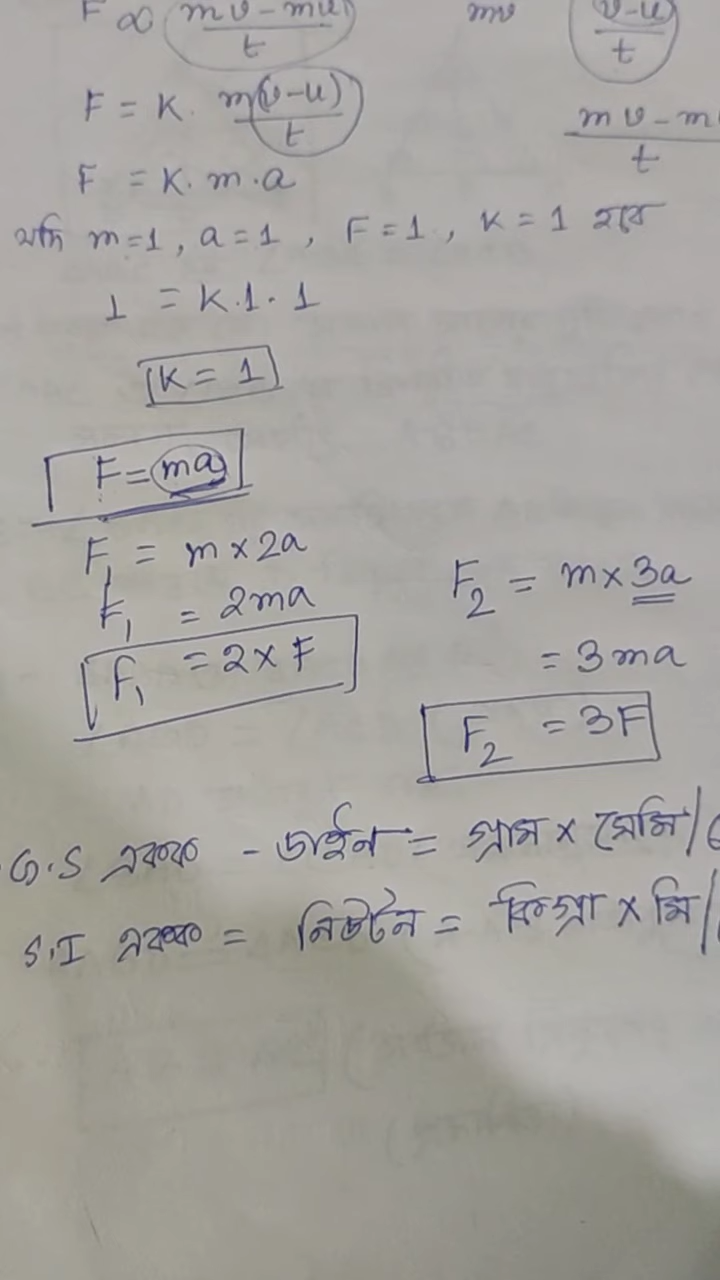 F ∝ mv - mu / t
mv
v-u / t
F = K. m(v-u) / t
mv - m / t
F = K. m.a
যদি m=1, a=1, F=1, K=1 হবে
1 = K.1.1
K = 1
F = ma
F₁ = m x 2a
F₁ = 2ma
F₁ = 2 x F
F₂ = m x 3a
= 3ma
F₂ = 3F
.G.S একক - ডাইন = গ্রাম x সেমি/
S.I একক = নিউটন = কিগ্রা x মি/